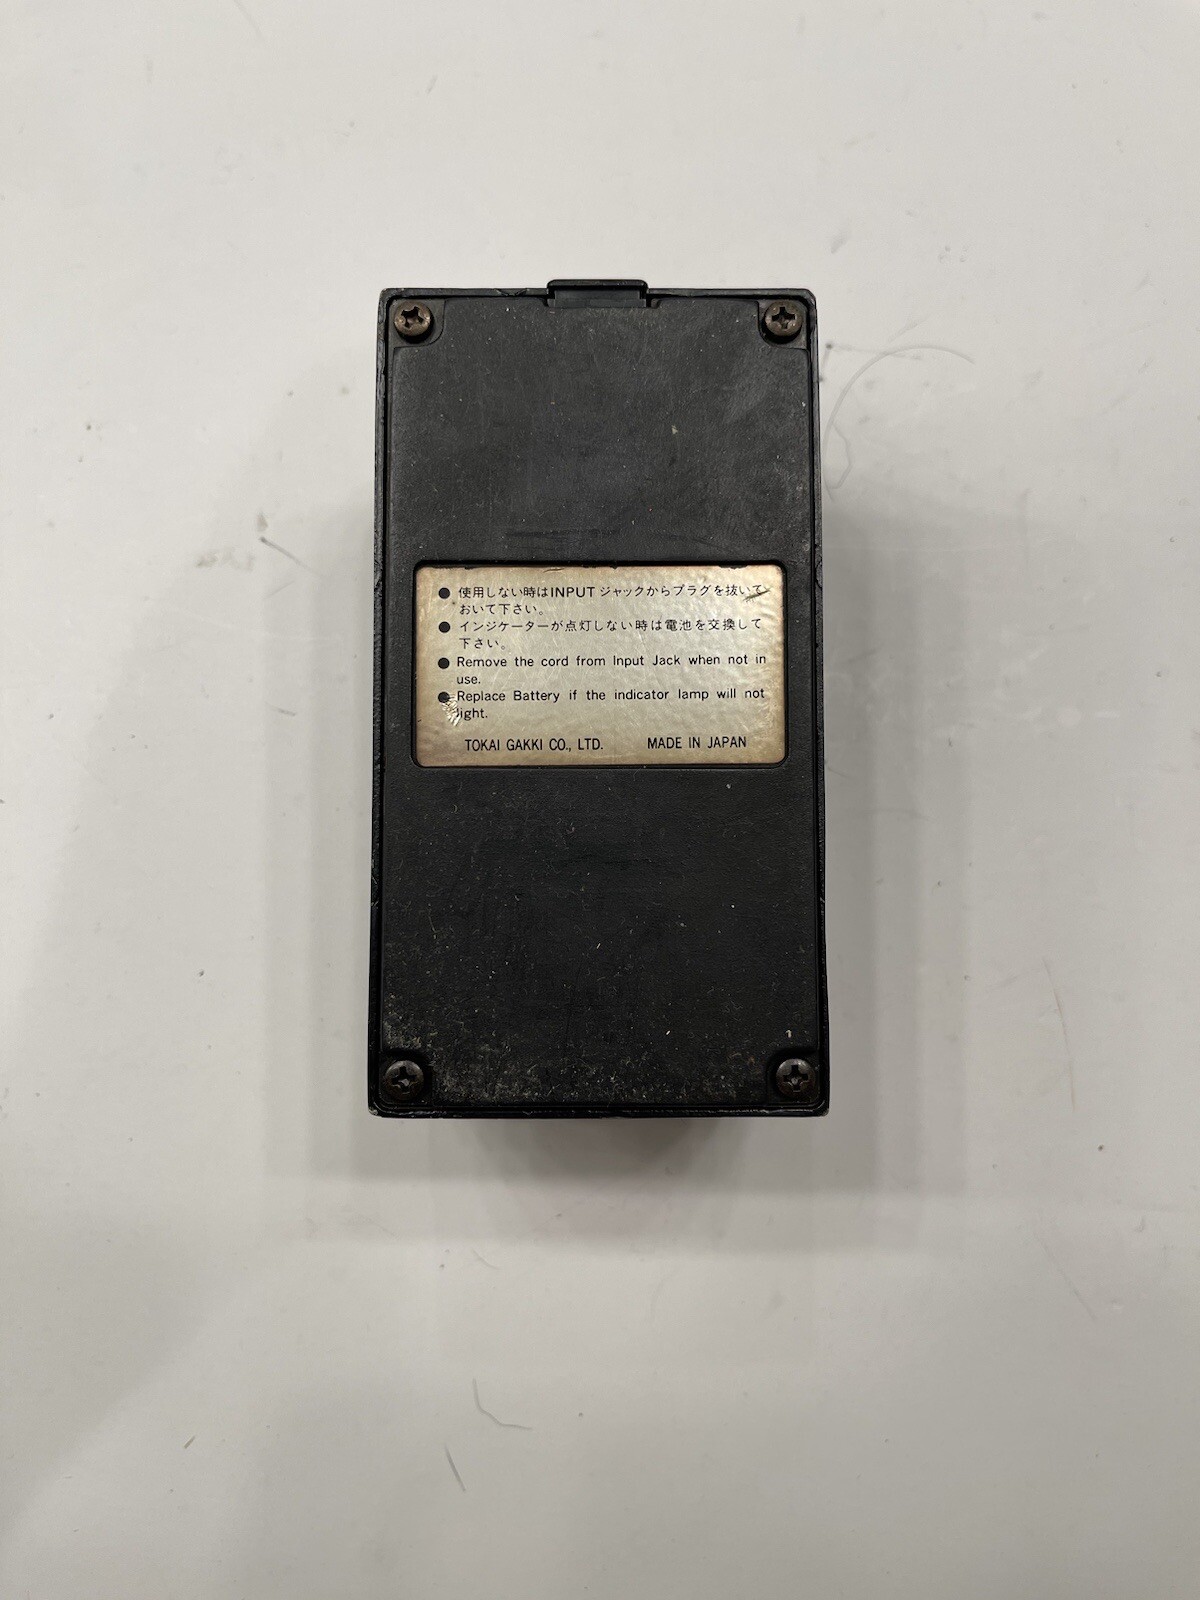 ● 使用しない時はINPUTジャックからプラグを抜いて
おいて下さい。
● インジケーターが点灯しない時は電池を交換して
下さい。
● Remove the cord from Input Jack when not in
use.
● Replace Battery if the indicator lamp will not
light.
TOKAI GAKKI CO., LTD. MADE IN JAPAN